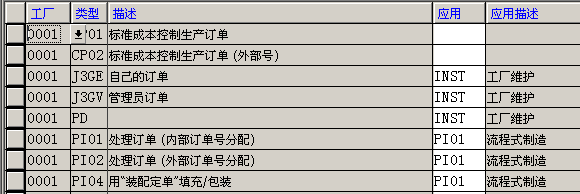 工厂 类型 描述 应用 应用描述
0001 P01 标准成本控制生产订单
0001 CP02 标准成本控制生产订单 (外部号)
0001 J3GE 自己的订单 INST 工厂维护
0001 J3GV 管理员订单 INST 工厂维护
0001 PD INST 工厂维护
0001 PI01 处理订单 (内部订单号分配) PI01 流程式制造
0001 PI02 处理订单 (外部订单号分配) PI01 流程式制造
0001 PI04 用"装配定单"填充/包装 PI01 流程式制造